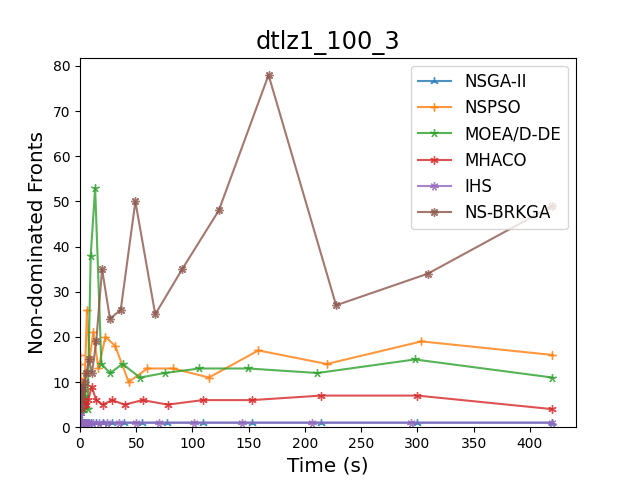 dtlz1_100_3
Non-dominated Fronts
80
70
60
50
40
30
20
10
0
NSGA-II
NSPSO
MOEA/D-DE
MHACO
IHS
NS-BRKGA
0 50 100 150 200 250 300 350 400
Time (s)